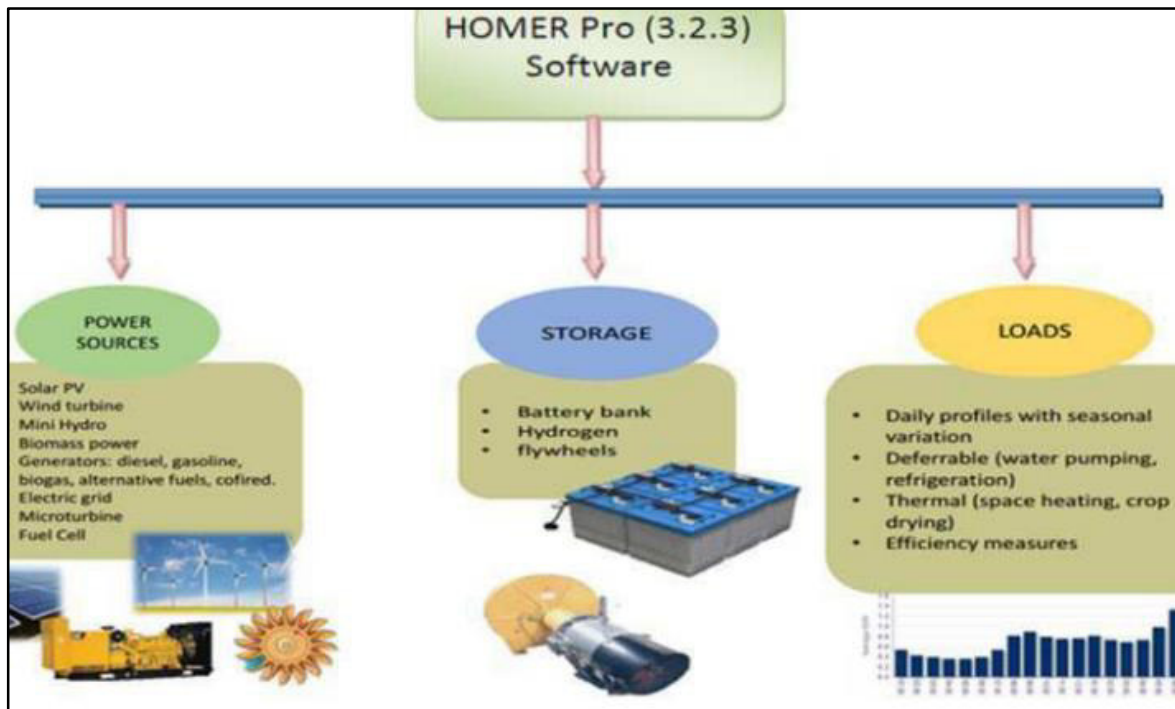 HOMER Pro (3.2.3)
Software
POWER
SOURCES
Solar PV
Wind turbine
Mini Hydro
Biomass power
Generators: diesel, gasoline,
biogas, alternative fuels, cofired.
Electric grid
Microturbine
Fuel Cell
STORAGE
• Battery bank
• Hydrogen
• flywheels
LOADS
• Daily profiles with seasonal
variation
• Deferrable (water pumping,
refrigeration)
• Thermal (space heating, crop
drying)
• Efficiency measures